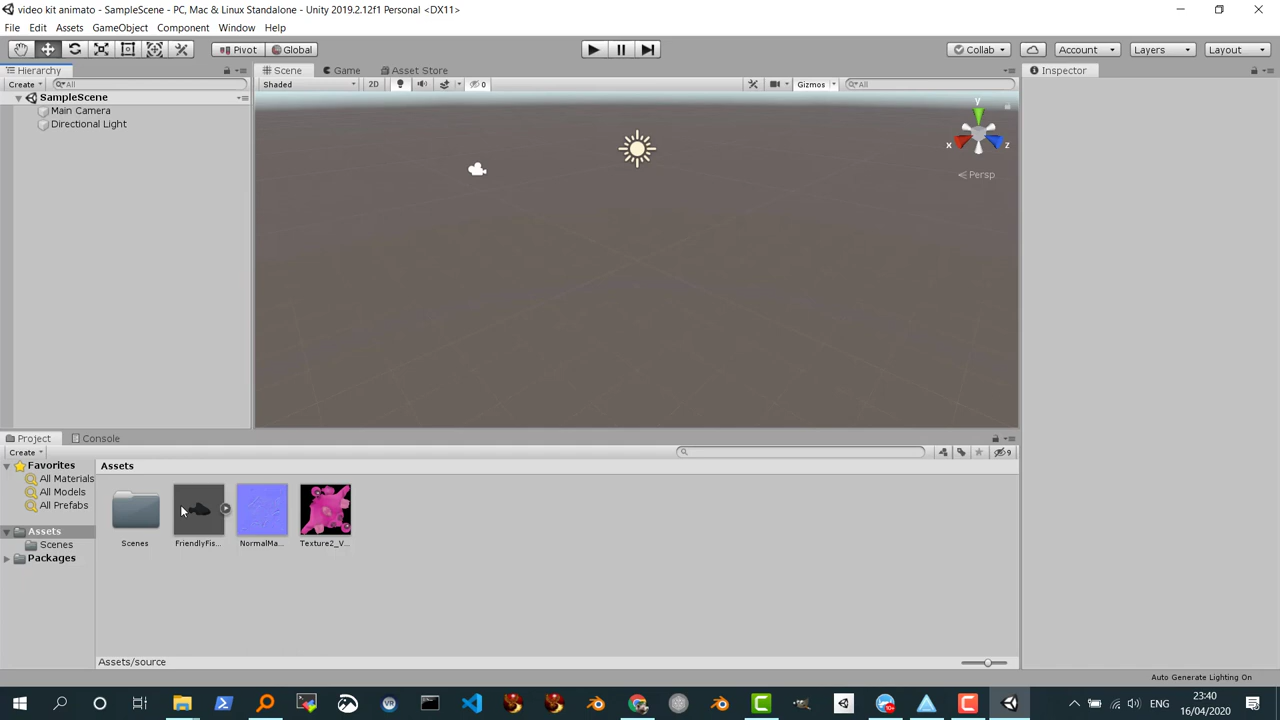 video kit animato - SampleScene - PC, Mac & Linux Standalone - Unity 2019.2.12f1 Personal <DX11>
File Edit Assets GameObject Component Window Help
Pivot Global Collab Account Layers Layout
Hierarchy Scene Game Asset Store Inspector
Create All Shaded 2D 0 Gizmos All
SampleScene
Main Camera
Directional Light
y
x z
Persp
Project Console
Create 9
Favorites Assets
All Materials
All Models
All Prefabs
Assets
Scenes
Packages
Scenes FriendlyFis... NormalMa... Texture2_V...
Assets/source
Auto Generate Lighting On
VR 10+ ENG 23:40
16/04/2020